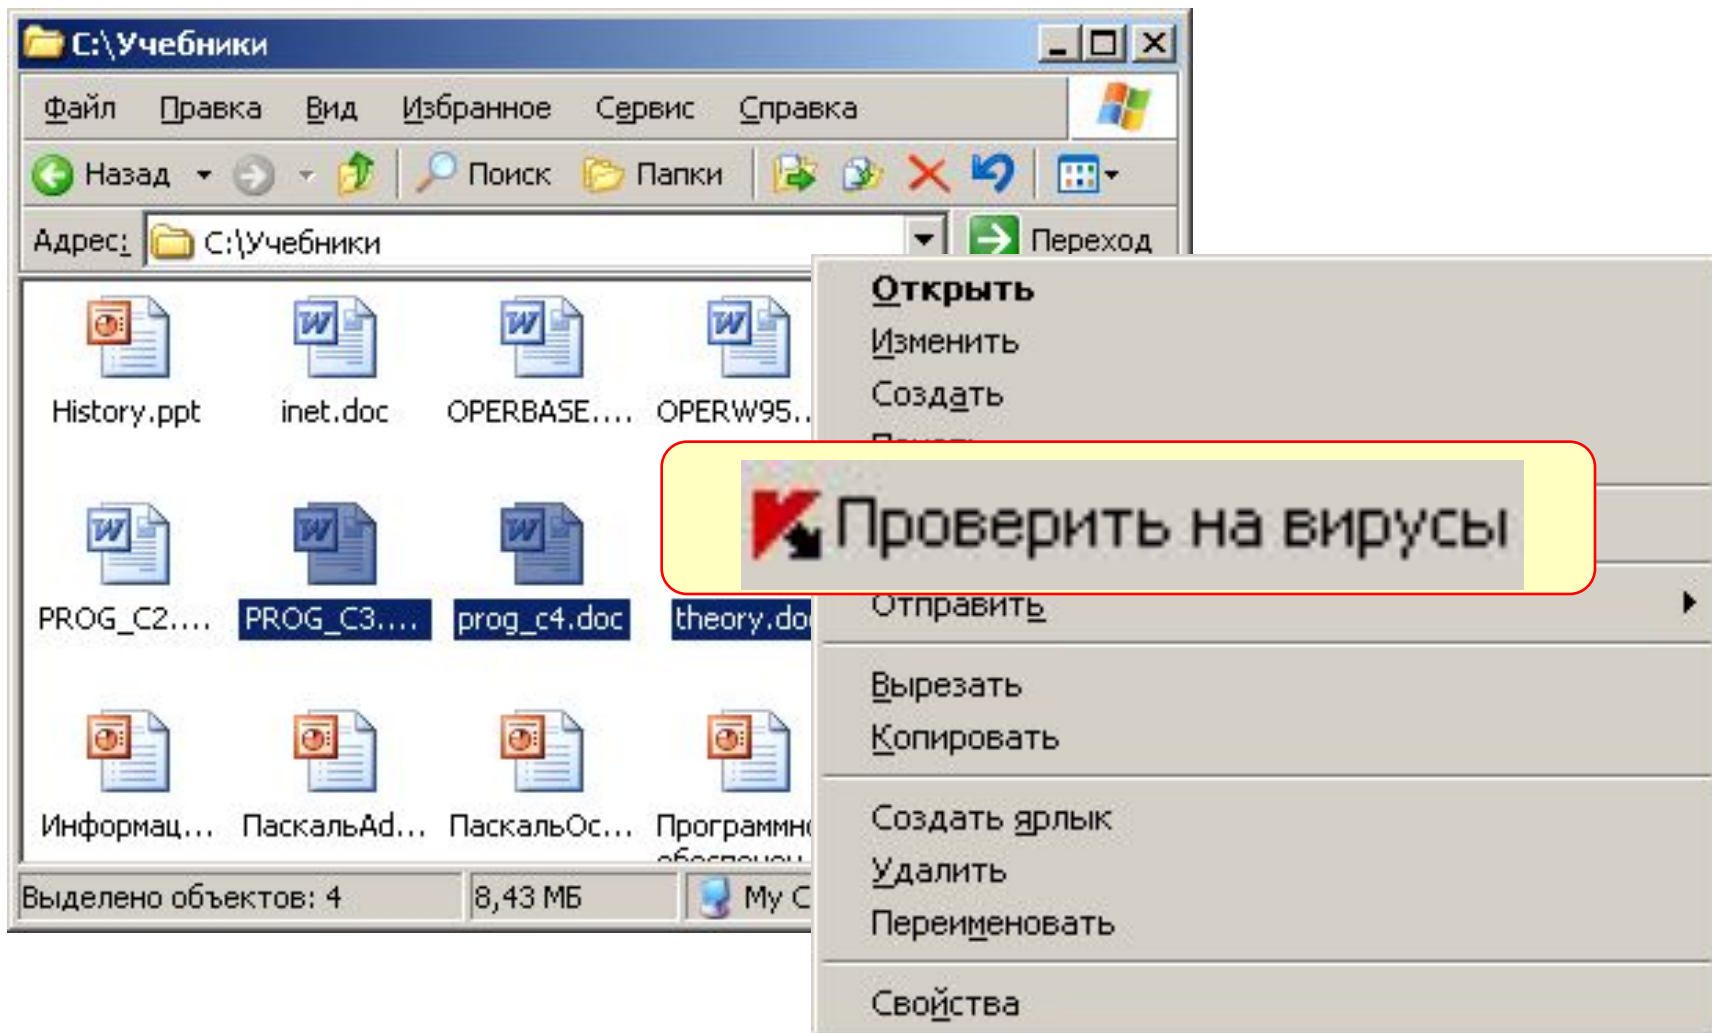 C:\Учебники
Файл Правка Вид Избранное Сервис Справка
Назад Поиск Папки
Адрес: C:\Учебники Переход
History.ppt inet.doc OPERBASE.... OPERW95..
PROG_C2.... PROG_C3.... prog_c4.doc theory.do
Информац... ПаскальAd... ПаскальОс... Программн
Выделено объектов: 4 8,43 МБ My C
Открыть
Изменить
Создать
Проверить на вирусы
Отправить
Вырезать
Копировать
Создать ярлык
Удалить
Переименовать
Свойства